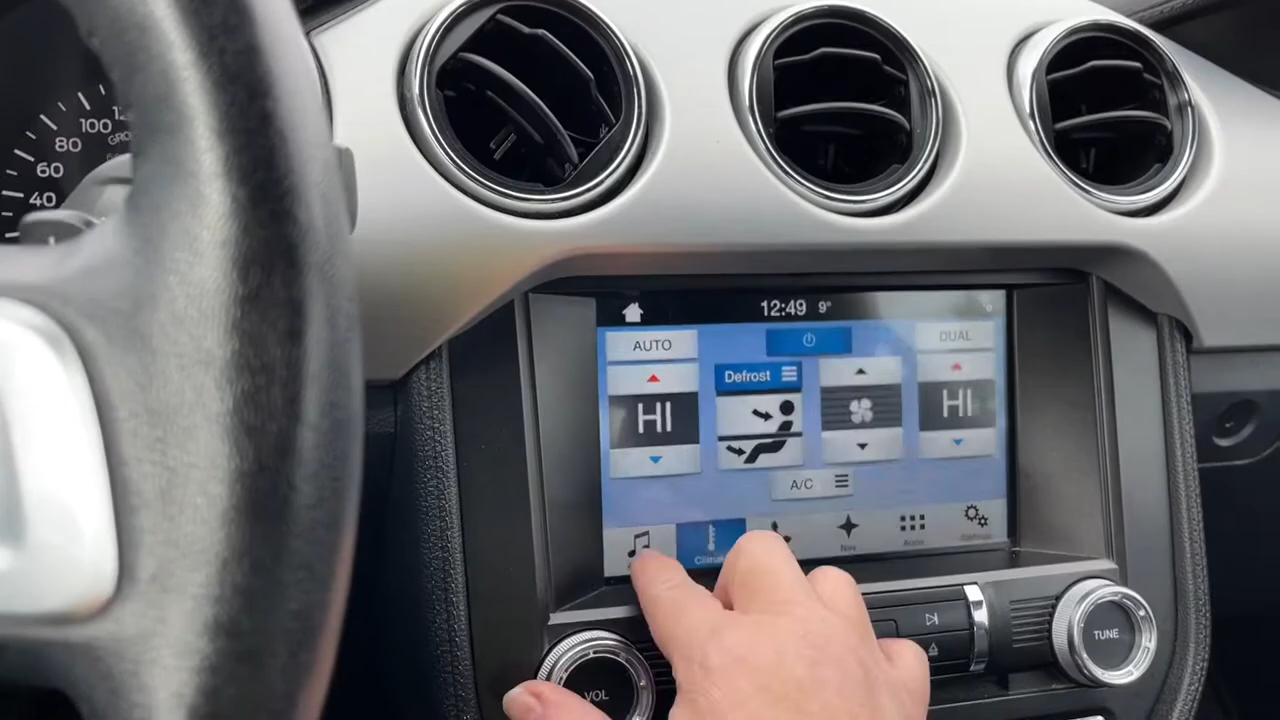 100
80
60
40
12:49 9°
AUTO
DUAL
Defrost
HI
HI
A/C
Nav
VOL
TUNE